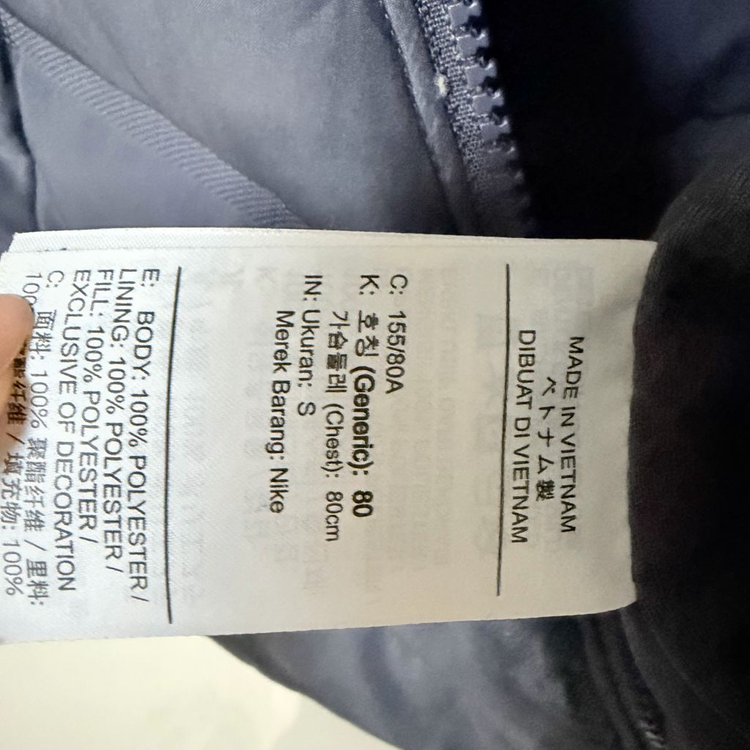 MADE IN VIETNAM
ベトナム製
DIBUAT DI VIETNAM
C: 155/80A
K: 호칭 (Generic): 80
가슴둘레 (Chest): 80cm
IN: Ukuran: S
Merek Barang: Nike
E: BODY: 100% POLYESTER /
LINING: 100% POLYESTER /
FILL: 100% POLYESTER /
EXCLUSIVE OF DECORATION
C: 面料: 100% 聚酯纤维 / 里料:
纤维 / 填充物: 100%